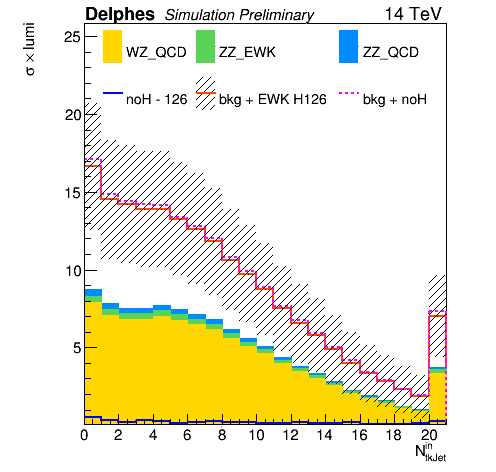 Delphes Simulation Preliminary 14 TeV
σ × lumi
WZ_QCD ZZ_EWK ZZ_QCD
noH - 126 bkg + EWK H126 bkg + noH
25
20
15
10
5
0 2 4 6 8 10 12 14 16 18 20
N^in_tkJet